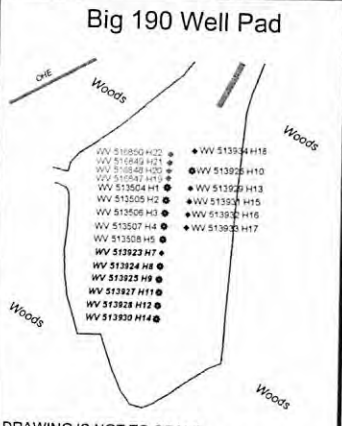 Big 190 Well Pad
OHE
Woods
Woods
WV 516850 H22
WV 516849 H21
WV 516848 H20
WV 516847 H19
WV 513504 H1
WV 513505 H2
WV 513506 H3
WV 513507 H4
WV 513508 H5
WV 513923 H7
WV 513924 H8
WV 513925 H9
WV 513927 H11
WV 513928 H12
WV 513930 H14
WV 513934 H18
WV 513926 H10
WV 513929 H13
WV 513931 H15
WV 513932 H16
WV 513933 H17
Woods
Woods
DRAWING IS NOT TO